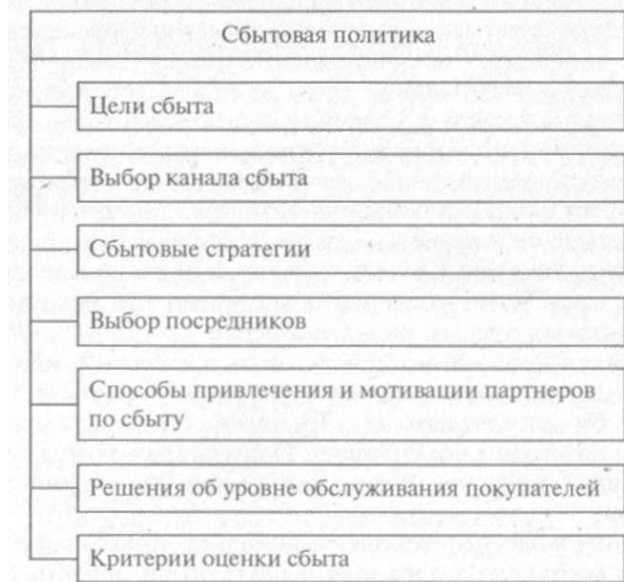 Сбытовая политика
Цели сбыта
Выбор канала сбыта
Сбытовые стратегии
Выбор посредников
Способы привлечения и мотивации партнеров
по сбыту
Решения об уровне обслуживания покупателей
Критерии оценки сбыта